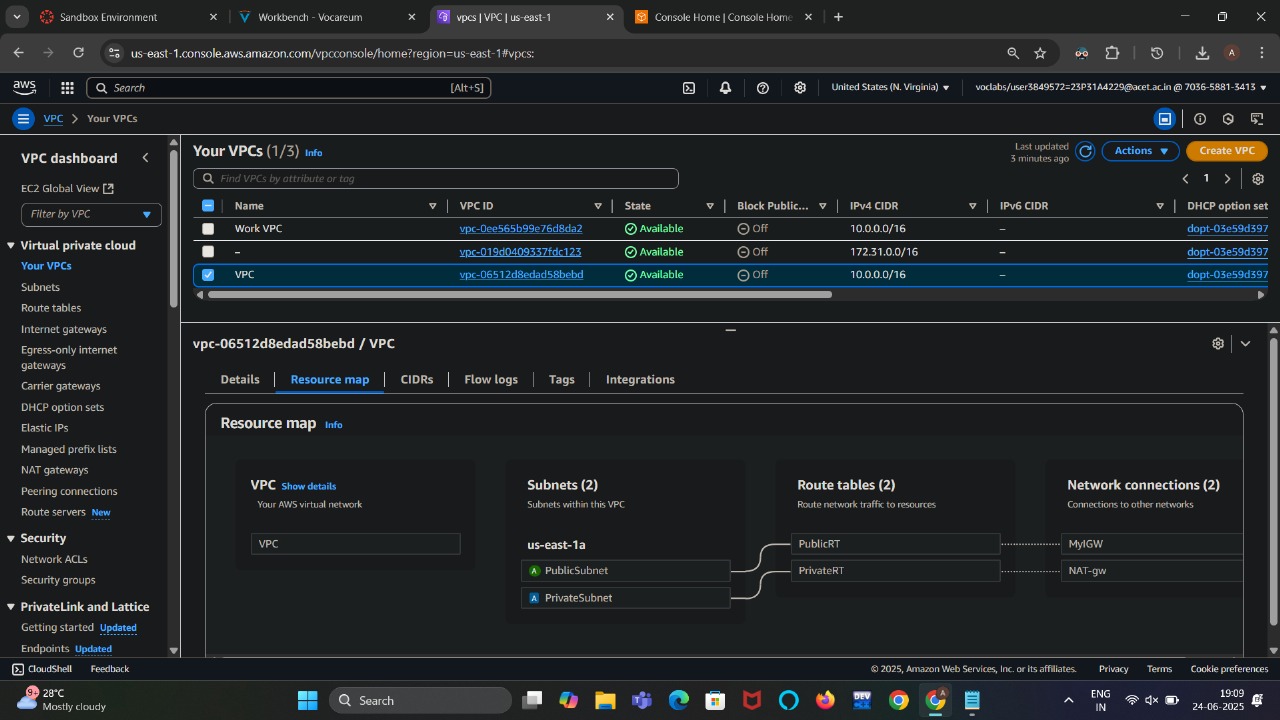 Sandbox Environment
Workbench - Vocareum
vpcs | VPC | us-east-1
Console Home | Console Home
us-east-1.console.aws.amazon.com/vpcconsole/home?region=us-east-1#vpcs:
A
aws
Search [Alt+S]
United States (N. Virginia)
voclabs/user3849572=23P31A4229@acet.ac.in @ 7036-5881-3413
VPC > Your VPCs
VPC dashboard
EC2 Global View
Filter by VPC
Virtual private cloud
Your VPCs
Subnets
Route tables
Internet gateways
Egress-only internet
gateways
Carrier gateways
DHCP option sets
Elastic IPs
Managed prefix lists
NAT gateways
Peering connections
Route servers New
Security
Network ACLs
Security groups
PrivateLink and Lattice
Getting started Updated
Endpoints Updated
Your VPCs (1/3) Info
Last updated
3 minutes ago
Actions
Create VPC
Find VPCs by attribute or tag
1
Name VPC ID State Block Public... IPv4 CIDR IPv6 CIDR DHCP option set
Work VPC vpc-0ee565b99e76d8da2 Available Off 10.0.0.0/16 – dopt-03e59d397
– vpc-019d0409337fdc123 Available Off 172.31.0.0/16 – dopt-03e59d397
VPC vpc-06512d8edad58bebd Available Off 10.0.0.0/16 – dopt-03e59d397
vpc-06512d8edad58bebd / VPC
Details Resource map CIDRs Flow logs Tags Integrations
Resource map Info
VPC Show details
Your AWS virtual network
VPC
Subnets (2)
Subnets within this VPC
us-east-1a
A PublicSubnet
A PrivateSubnet
Route tables (2)
Route network traffic to resources
PublicRT
PrivateRT
Network connections (2)
Connections to other networks
MyIGW
NAT-gw
CloudShell Feedback
© 2025, Amazon Web Services, Inc. or its affiliates. Privacy Terms Cookie preferences
9+
28°C
Mostly cloudy
Search
DEV
ENG
IN
19:09
24-06-2025